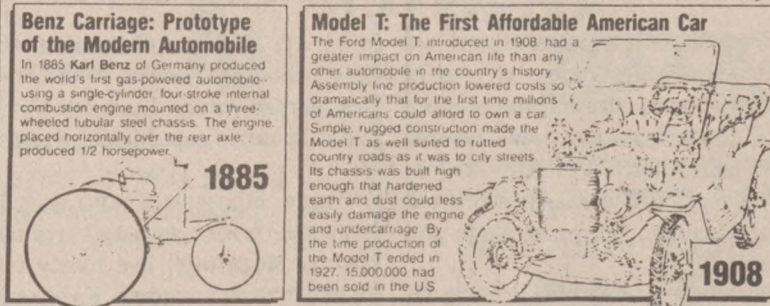 Benz Carriage: Prototype
of the Modern Automobile
In 1885 Karl Benz of Germany produced
the world's first gas-powered automobile--
using a single-cylinder, four-stroke internal
combustion engine mounted on a three-
wheeled tubular steel chassis. The engine,
placed horizontally over the rear axle,
produced 1/2 horsepower.
1885
Model T: The First Affordable American Car
The Ford Model T, introduced in 1908, had a
greater impact on American life than any
other automobile in the country's history.
Assembly line production lowered costs so
dramatically that for the first time millions
of Americans could afford to own a car.
Simple, rugged construction made the
Model T as well suited to rutted
country roads as it was to city streets.
Its chassis was built high
enough that hardened
earth and dust could less
easily damage the engine
and undercarriage. By
the time production of
the Model T ended in
1927, 15,000,000 had
been sold in the U.S.
1908